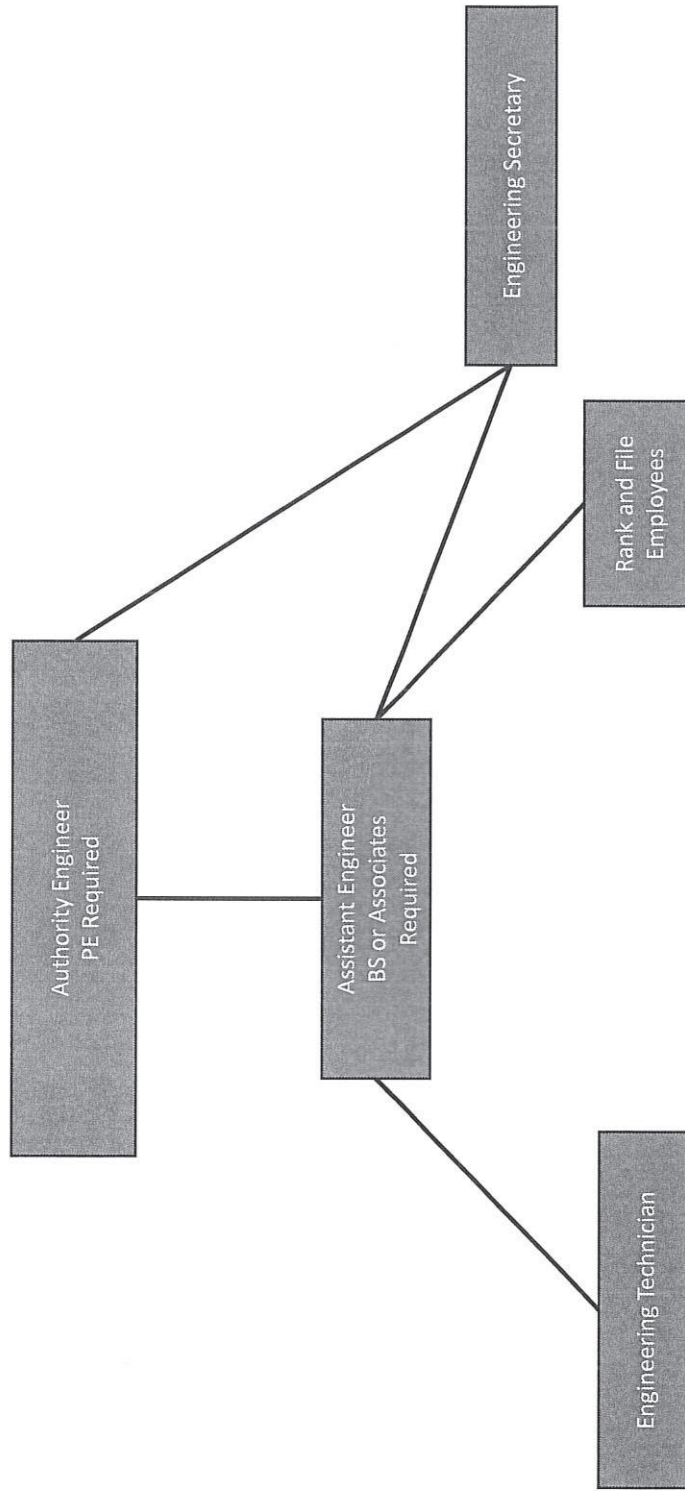 Authority Engineer
PE Required
Assistant Engineer
BS or Associates
Required
Engineering Secretary
Engineering Technician
Rank and File
Employees